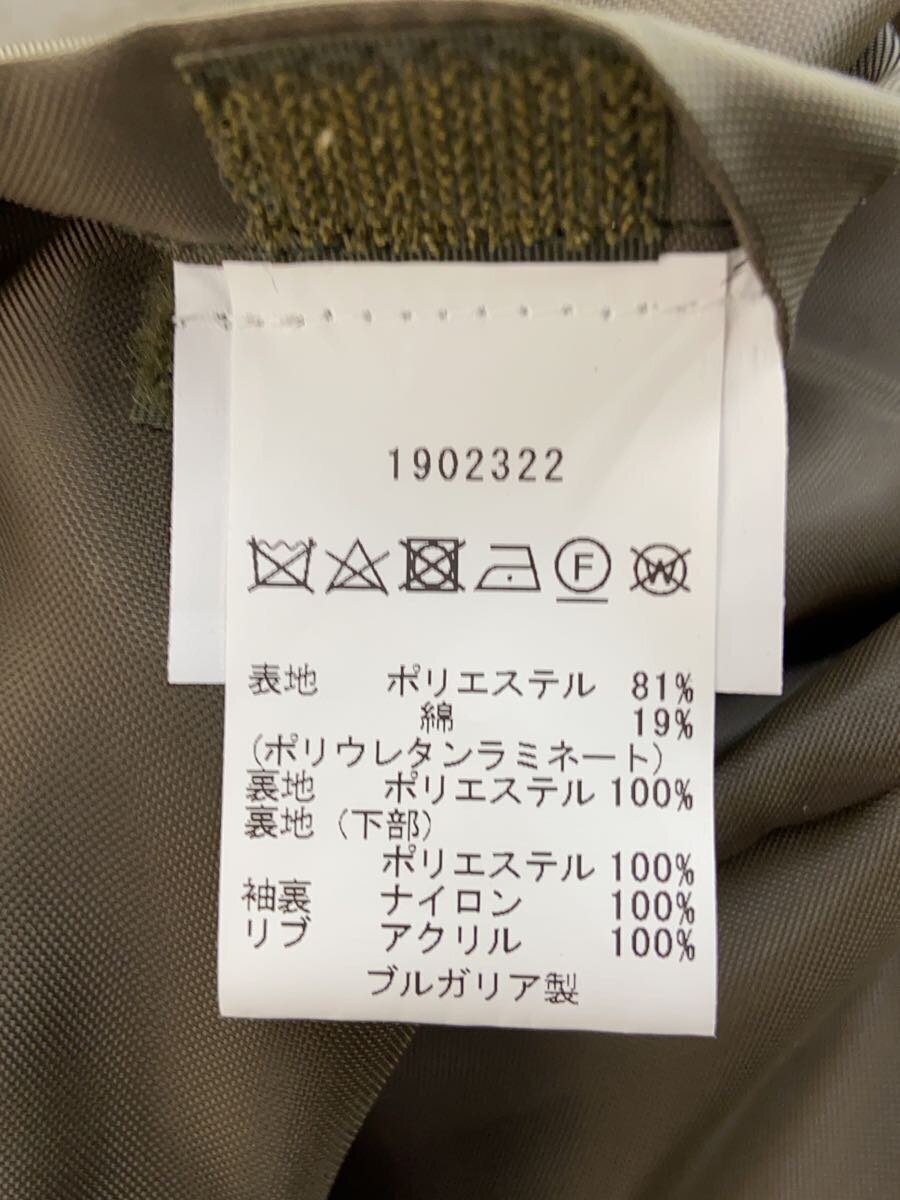 1902322
F W
表地 ポリエステル 81%
綿 19%
(ポリウレタンラミネート)
裏地 ポリエステル 100%
裏地 (下部)
ポリエステル 100%
袖裏 ナイロン 100%
リブ アクリル 100%
ブルガリア製